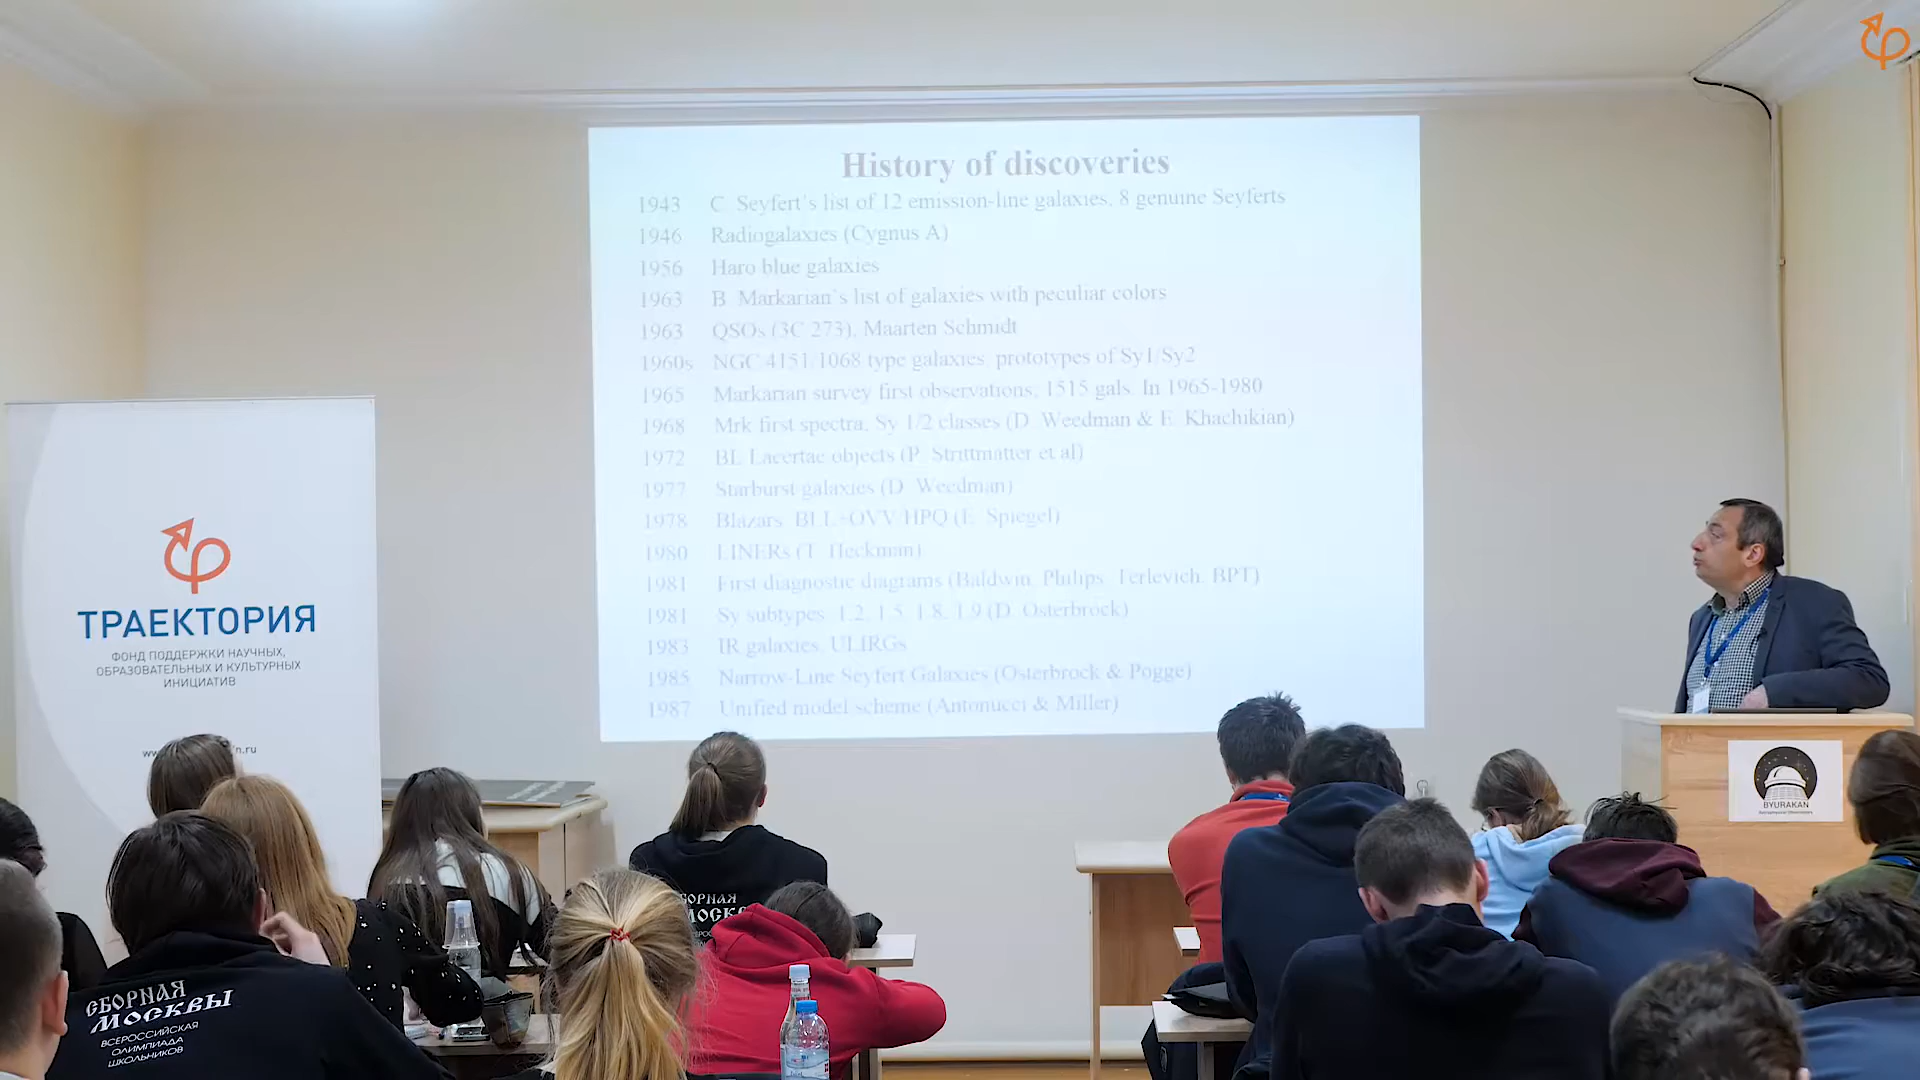 History of discoveries
1943 C. Seyfert's list of 12 emission-line galaxies, 8 genuine Seyferts
1946 Radiogalaxies (Cygnus A)
1956 Haro blue galaxies
1963 B. Markarian's list of galaxies with peculiar colors
1963 QSOs (3C 273), Maarten Schmidt
1960s NGC 4151/1068 type galaxies, prototypes of Sy1/Sy2
1965 Markarian survey first observations, 1515 gals. In 1965-1980
1968 Mrk first spectra, Sy 1/2 classes (D. Weedman & E. Khachikian)
1972 BL Lacertae objects (P. Strittmatter et al)
1977 Starburst galaxies (D. Weedman)
1978 Blazars, BLL+OVV/HPQ (E. Spiegel)
1980 LINERs (T. Heckman)
1981 First diagnostic diagrams (Baldwin, Philips, Terlevich, BPT)
1981 Sy subtypes, 1.2, 1.5, 1.8, 1.9 (D. Osterbrock)
1983 IR galaxies, ULIRGs
1985 Narrow-Line Seyfert Galaxies (Osterbrock & Pogge)
1987 Unified model scheme (Antonucci & Miller)
ТРАЕКТОРИЯ
ФОНД ПОДДЕРЖКИ НАУЧНЫХ,
ОБРАЗОВАТЕЛЬНЫХ И КУЛЬТУРНЫХ
ИНИЦИАТИВ
BYURAKAN
СБОРНАЯ
МОСКВЫ
ВСЕРОССИЙСКАЯ
ОЛИМПИАДА
ШКОЛЬНИКОВ